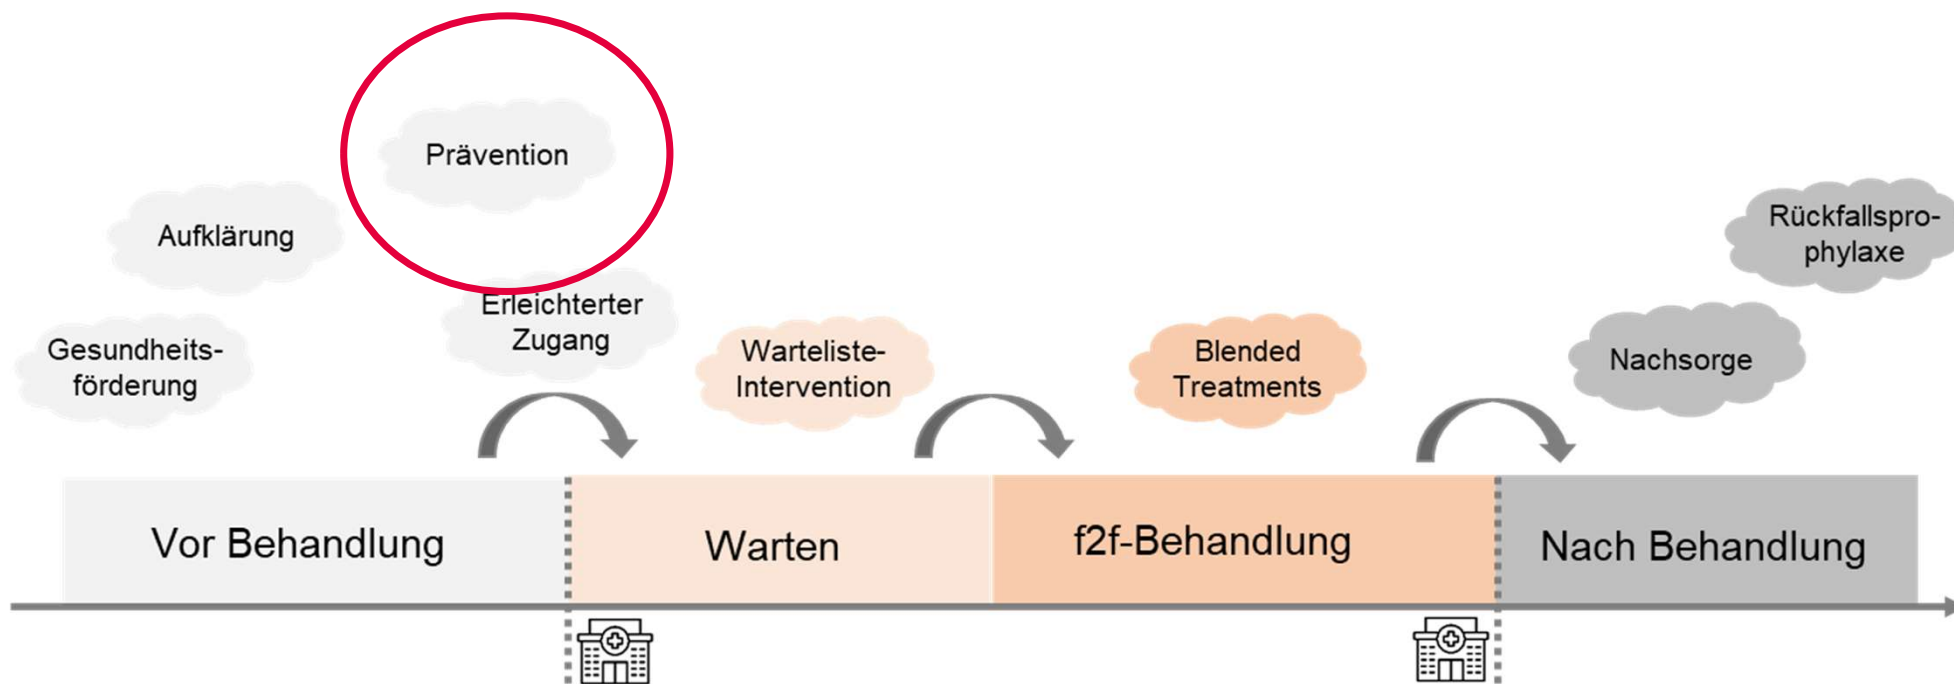 Prävention
Aufklärung
Erleichterter
Zugang
Gesundheits-
förderung
Warteliste-
Intervention
Blended
Treatments
Rückfallspro-
phylaxe
Nachsorge
Vor Behandlung
Warten
f2f-Behandlung
Nach Behandlung